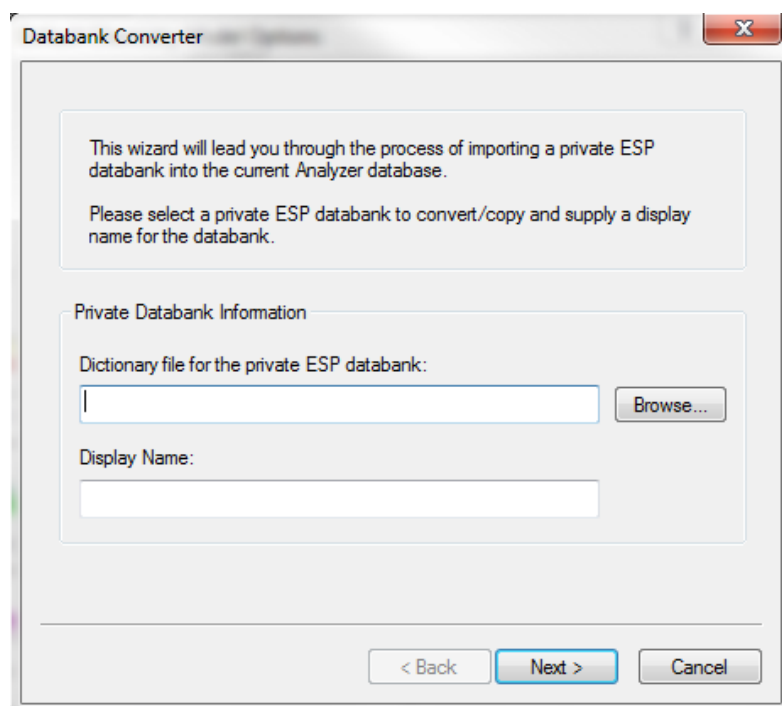 Databank Converter
This wizard will lead you through the process of importing a private ESP
databank into the current Analyzer database.
Please select a private ESP databank to convert/copy and supply a display
name for the databank.
Private Databank Information
Dictionary file for the private ESP databank:
Browse...
Display Name:
< Back Next > Cancel